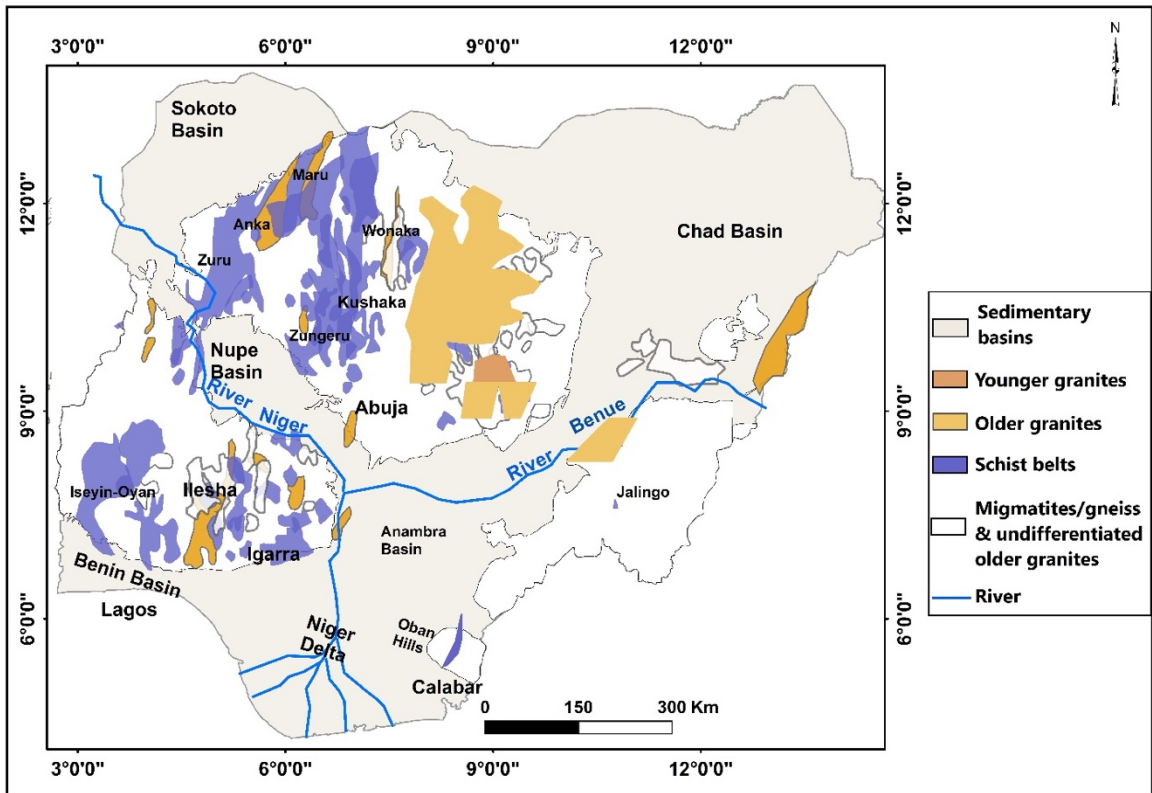 N
3°0'0"
6°0'0"
9°0'0"
12°0'0"
Sokoto
Basin
Maru
12°0'0"
12°0'0"
Anka
Wonaka
Chad Basin
Zuru
Kushaka
Zungeru
Nupe
Basin
River Niger
Abuja
9°0'0"
9°0'0"
River Benue
Iseyin-Oyan
Ilesha
Jalingo
Anambra
Basin
Igarra
Benin Basin
Lagos
6°0'0"
6°0'0"
Niger
Delta
Oban
Hills
Calabar
0 150 300 Km
3°0'0"
6°0'0"
9°0'0"
12°0'0"
Sedimentary
basins
Younger granites
Older granites
Schist belts
Migmatites/gneiss
& undifferentiated
older granites
River